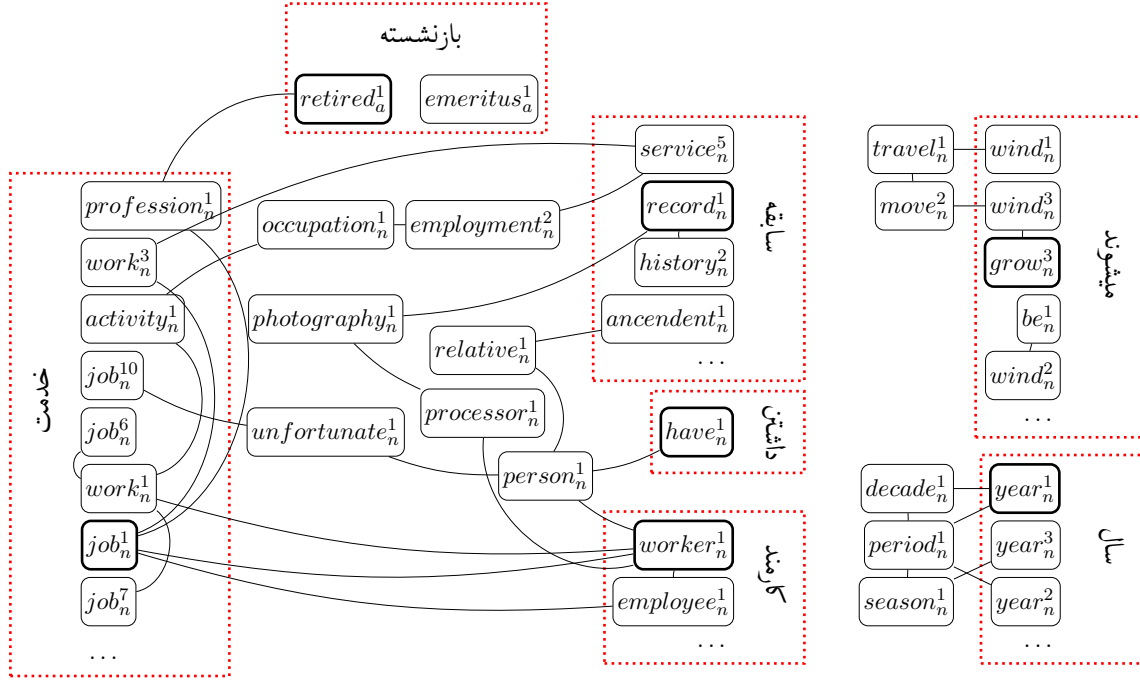 بازنشسته
retired¹ₐ
emeritus¹ₐ
خدمت
profession¹ₙ
work³ₙ
activity¹ₙ
job¹⁰ₙ
job⁶ₙ
work¹ₙ
job¹ₙ
job⁷ₙ
...
occupation¹ₙ
employment²ₙ
photography¹ₙ
relative¹ₙ
processor¹ₙ
unfortunate¹ₙ
person¹ₙ
سابقه
service⁵ₙ
record¹ₙ
history²ₙ
ancendent¹ₙ
...
داشتن
have¹ₙ
کارمند
worker¹ₙ
employee¹ₙ
...
travel¹ₙ
move²ₙ
میشوند
wind¹ₙ
wind³ₙ
grow³ₙ
be¹ₙ
wind²ₙ
...
decade¹ₙ
period¹ₙ
season¹ₙ
سال
year¹ₙ
year³ₙ
year²ₙ
...